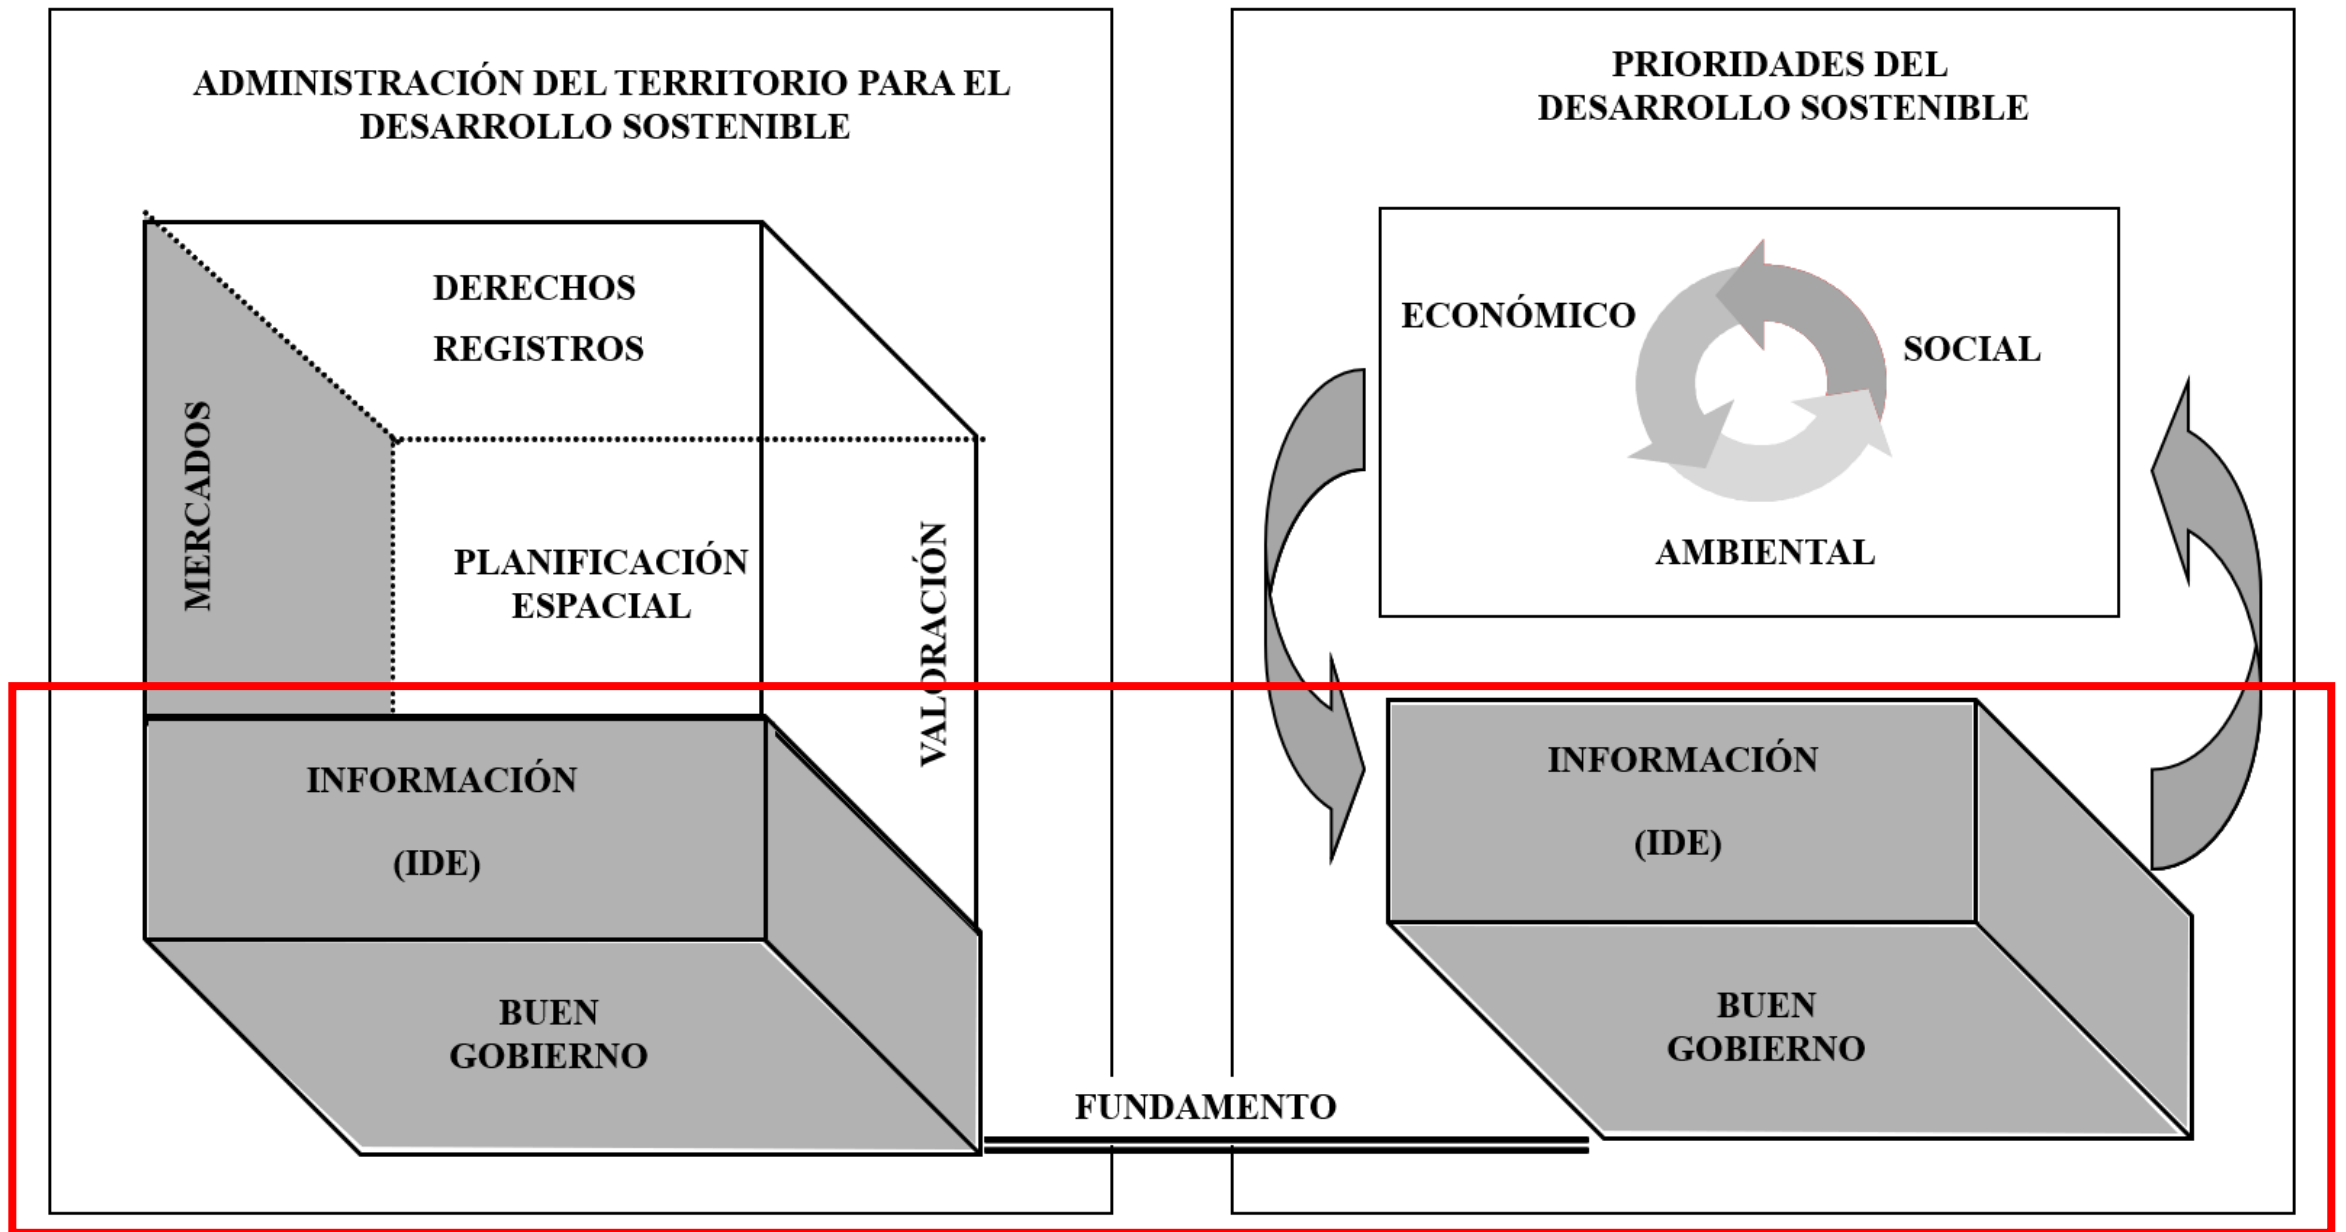 ADMINISTRACIÓN DEL TERRITORIO PARA EL
DESARROLLO SOSTENIBLE
DERECHOS
REGISTROS
MERCADOS
PLANIFICACIÓN
ESPACIAL
VALORACIÓN
INFORMACIÓN
(IDE)
BUEN
GOBIERNO
FUNDAMENTO
PRIORIDADES DEL
DESARROLLO SOSTENIBLE
ECONÓMICO
SOCIAL
AMBIENTAL
INFORMACIÓN
(IDE)
BUEN
GOBIERNO